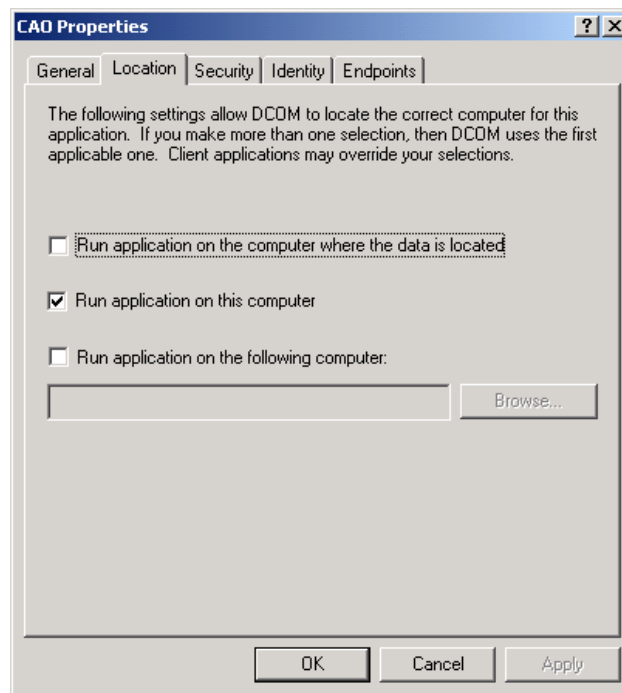 CAO Properties
General Location Security Identity Endpoints
The following settings allow DCOM to locate the correct computer for this
application. If you make more than one selection, then DCOM uses the first
applicable one. Client applications may override your selections.
Run application on the computer where the data is located
Run application on this computer
Run application on the following computer:
Browse...
OK Cancel Apply